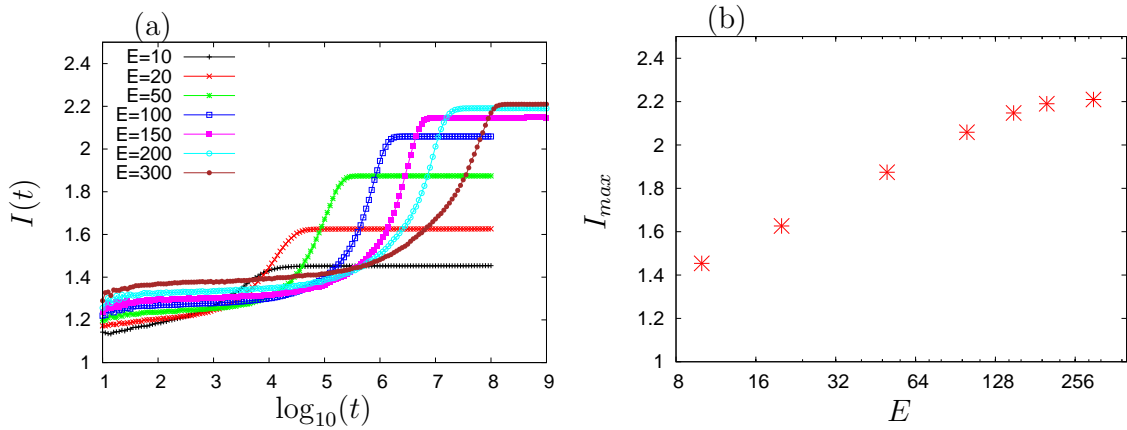 (a)
2.4
2.2
2
1.8
1.6
1.4
1.2
1
I(t)
E=10
E=20
E=50
E=100
E=150
E=200
E=300
1 2 3 4 5 6 7 8 9
log10(t)
(b)
2.4
2.2
2
1.8
1.6
1.4
1.2
1
Imax
8 16 32 64 128 256
E